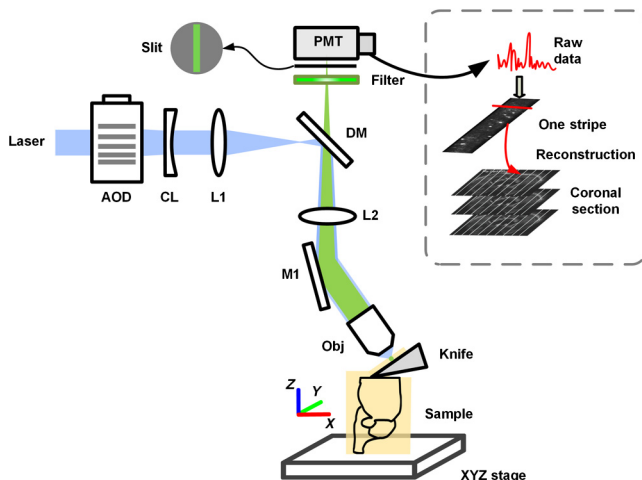 Slit
PMT
Filter
Raw
data
One stripe
Reconstruction
Coronal
section
Laser
DM
AOD
CL
L1
L2
M1
Obj
Knife
Z
Y
X
Sample
XYZ stage